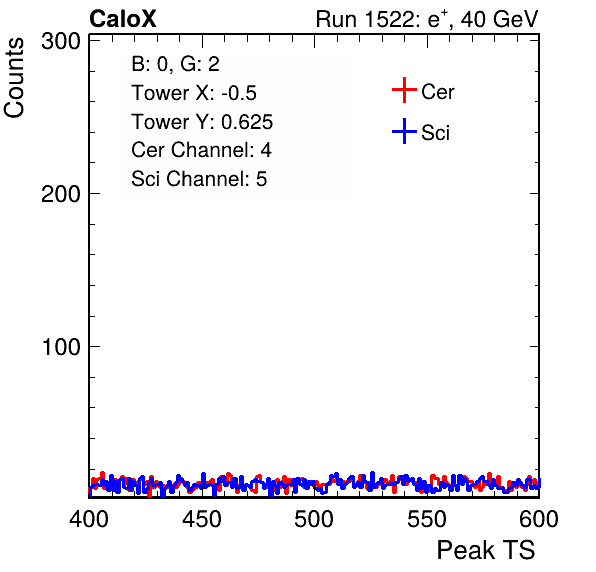 CaloX Run 1522: e⁺, 40 GeV
Counts
300
200
100
B: 0, G: 2
Tower X: -0.5
Tower Y: 0.625
Cer Channel: 4
Sci Channel: 5
Cer
Sci
400 450 500 550 600
Peak TS